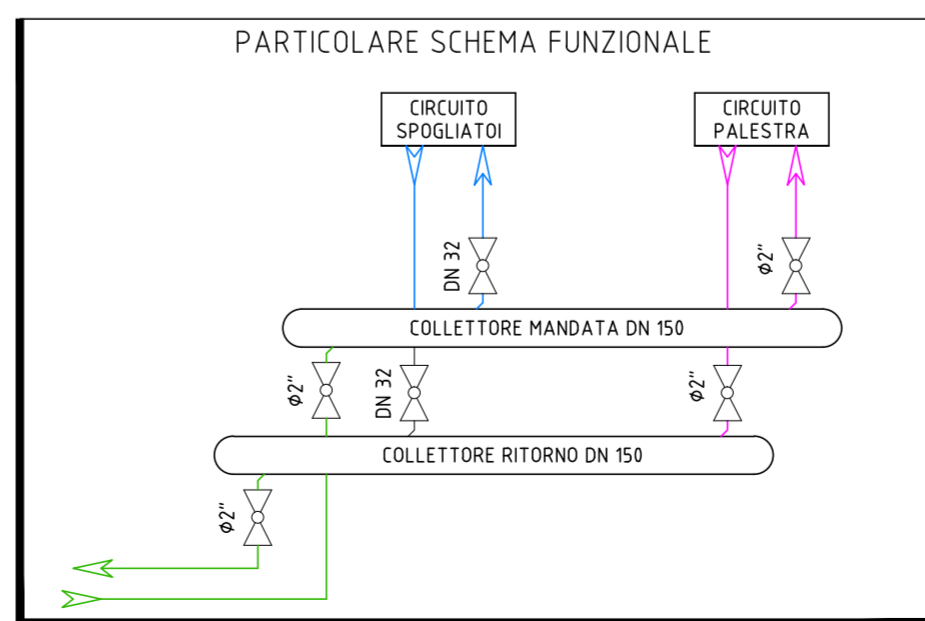 PARTICOLARE SCHEMA FUNZIONALE
CIRCUITO
SPOGLIATOI
CIRCUITO
PALESTRA
DN 32
ϕ2"
COLLETTORE MANDATA DN 150
ϕ2"
DN 32
ϕ2"
COLLETTORE RITORNO DN 150
ϕ2"